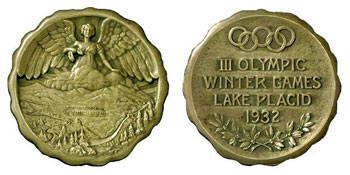 III OLYMPIC
WINTER GAMES
LAKE PLACID
1932